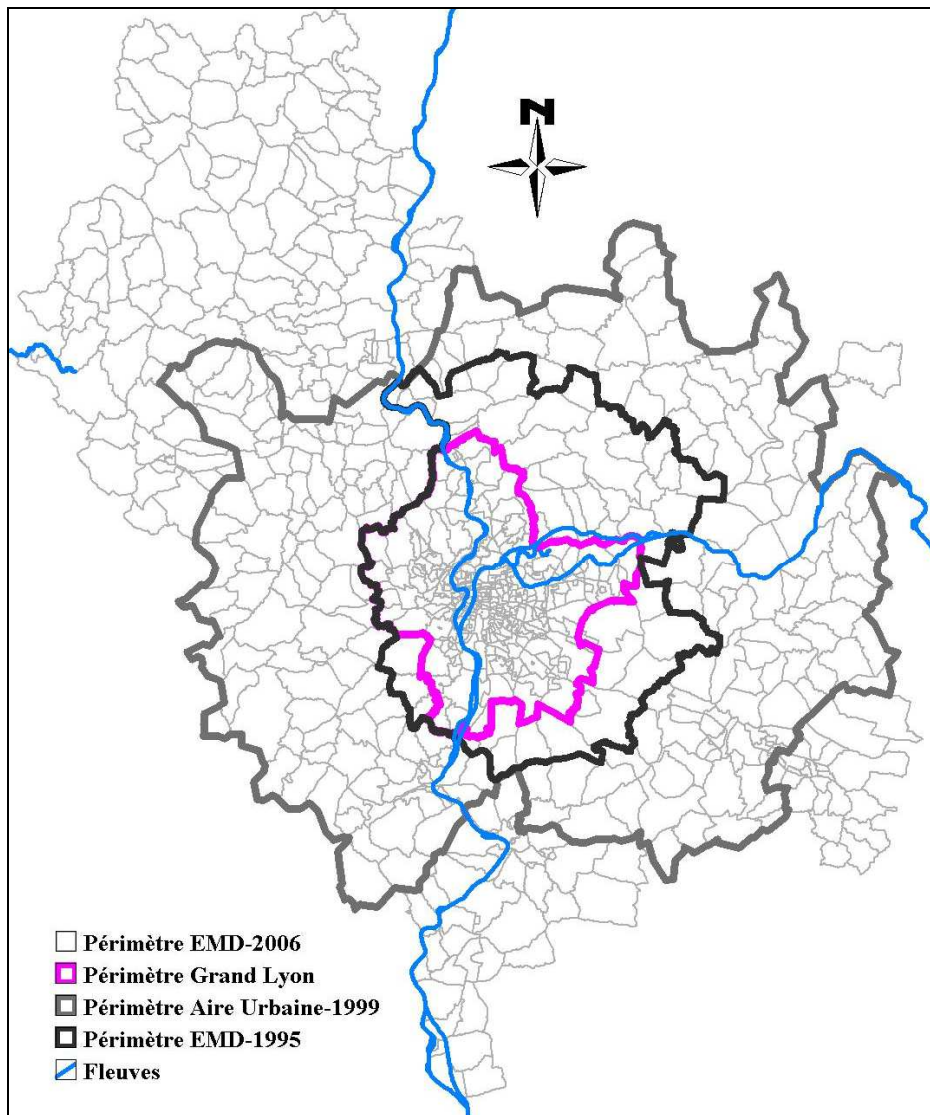 N
Périmètre EMD-2006
Périmètre Grand Lyon
Périmètre Aire Urbaine-1999
Périmètre EMD-1995
Fleuves